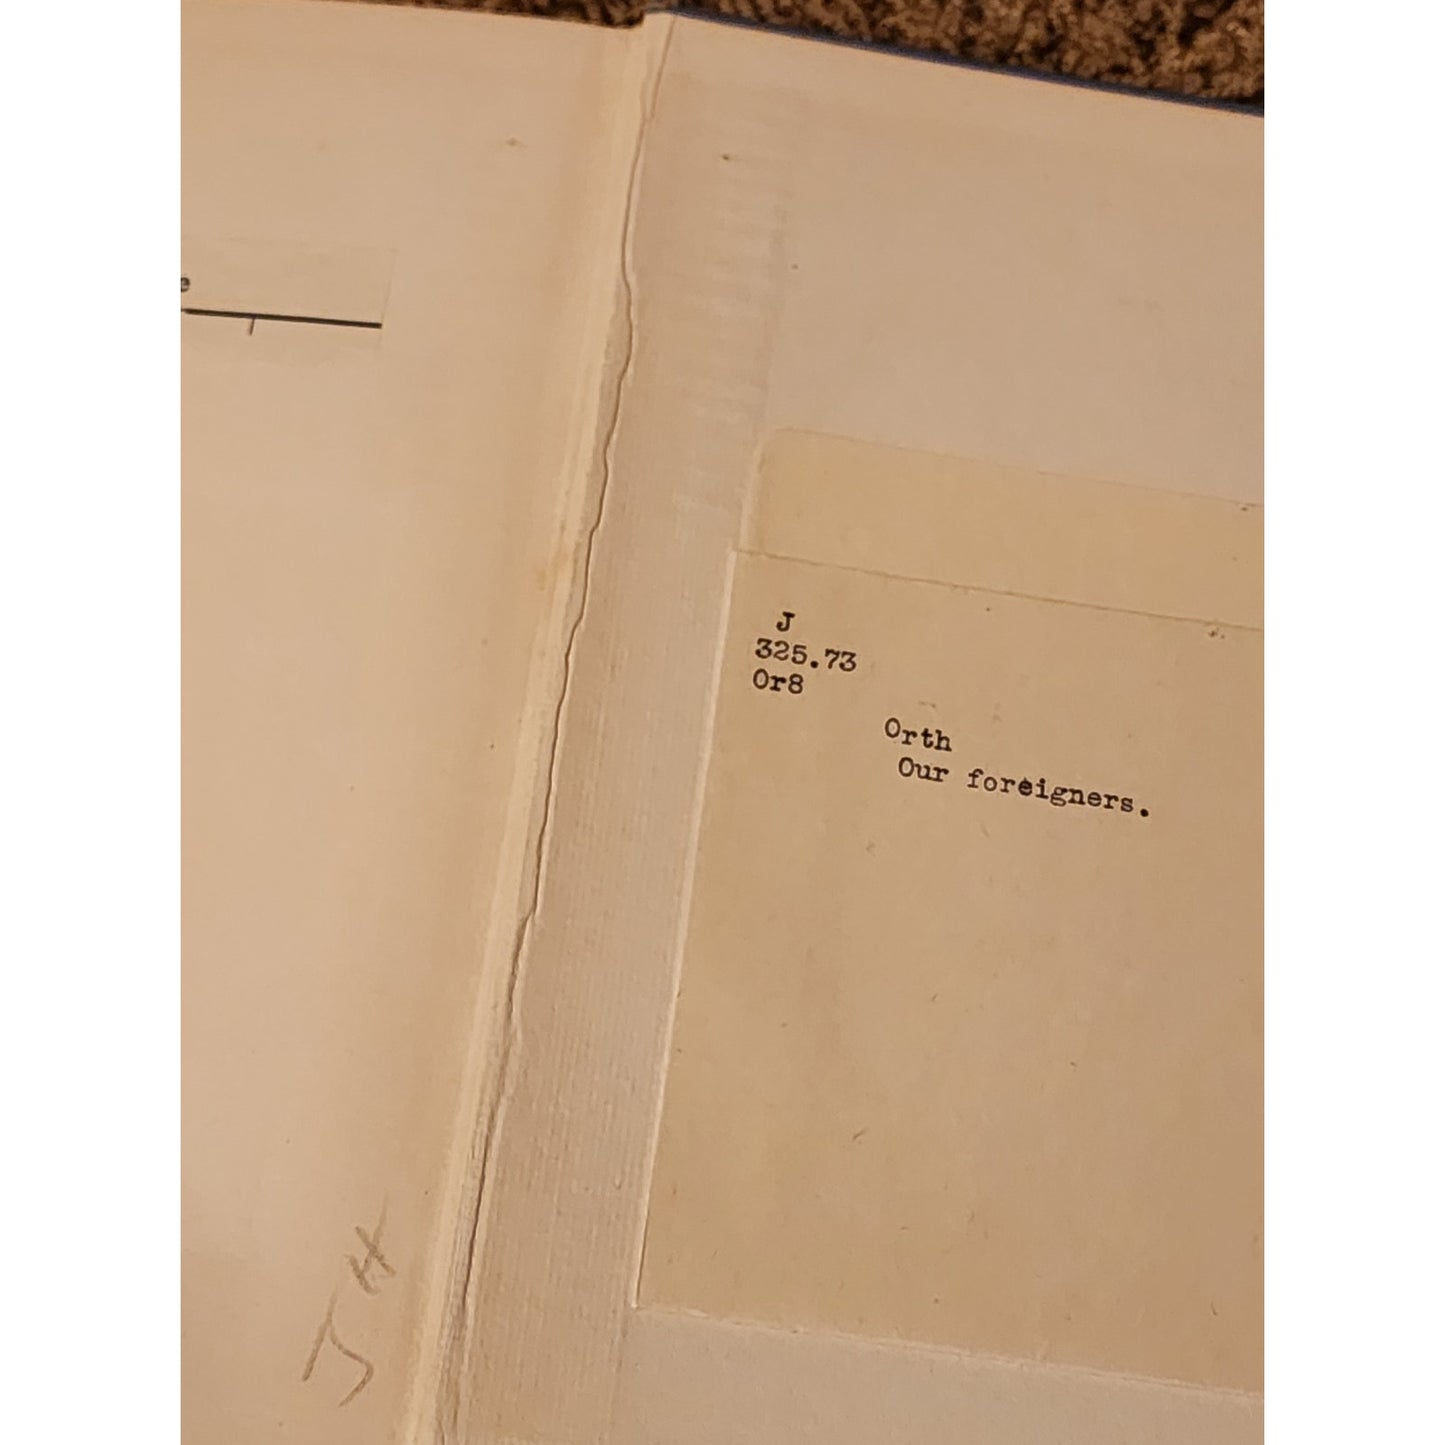 e
J
325.73
Or8
Orth
Our foreigners.
J H